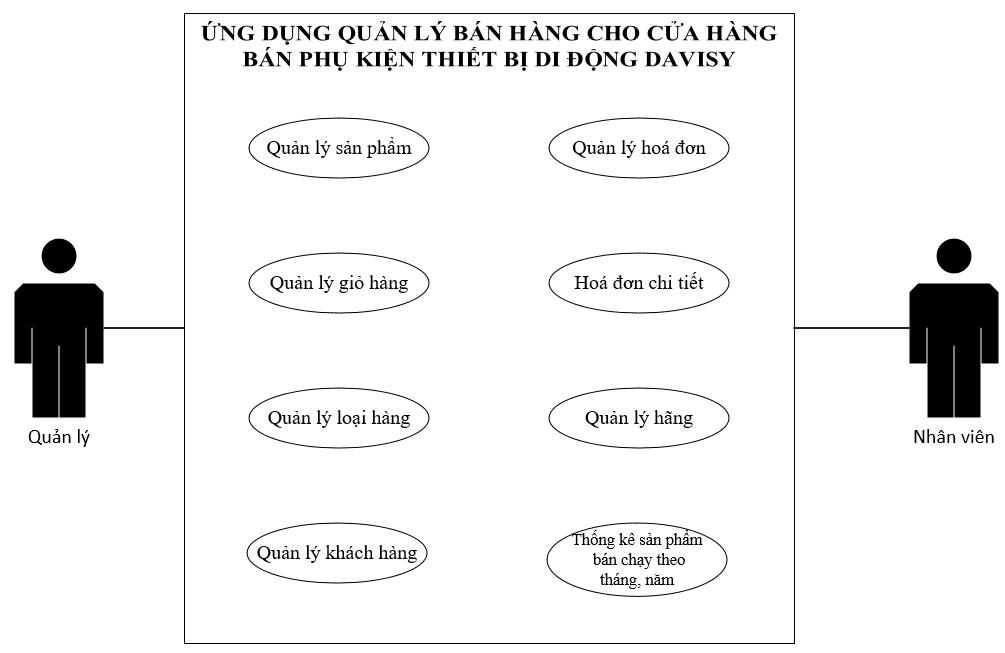 ỨNG DỤNG QUẢN LÝ BÁN HÀNG CHO CỬA HÀNG
BÁN PHỤ KIỆN THIẾT BỊ DI ĐỘNG DAVISY
Quản lý sản phẩm
Quản lý hoá đơn
Quản lý giỏ hàng
Hoá đơn chi tiết
Quản lý loại hàng
Quản lý hãng
Quản lý
Nhân viên
Quản lý khách hàng
Thống kê sản phẩm
bán chạy theo
tháng, năm